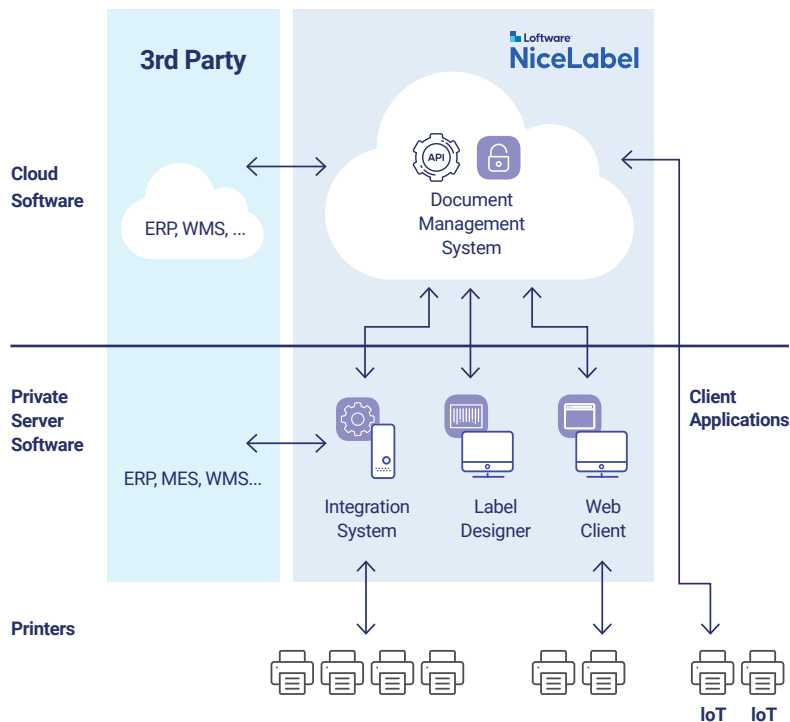 3rd Party
Loftware
NiceLabel
Cloud
Software
API
Document
Management
System
ERP, WMS, ...
Private
Server
Software
Client
Applications
ERP, MES, WMS...
Integration
System
Label
Designer
Web
Client
Printers
IoT IoT